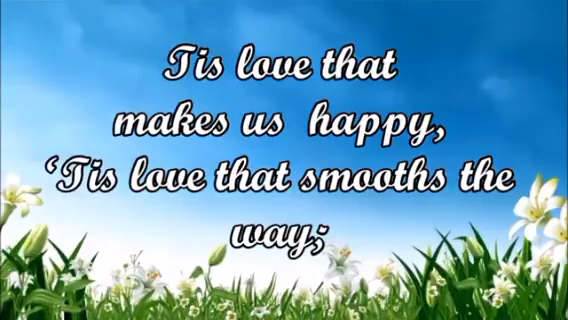 Tis love that
makes us  happy,
‘Tis love that smooths the
way;